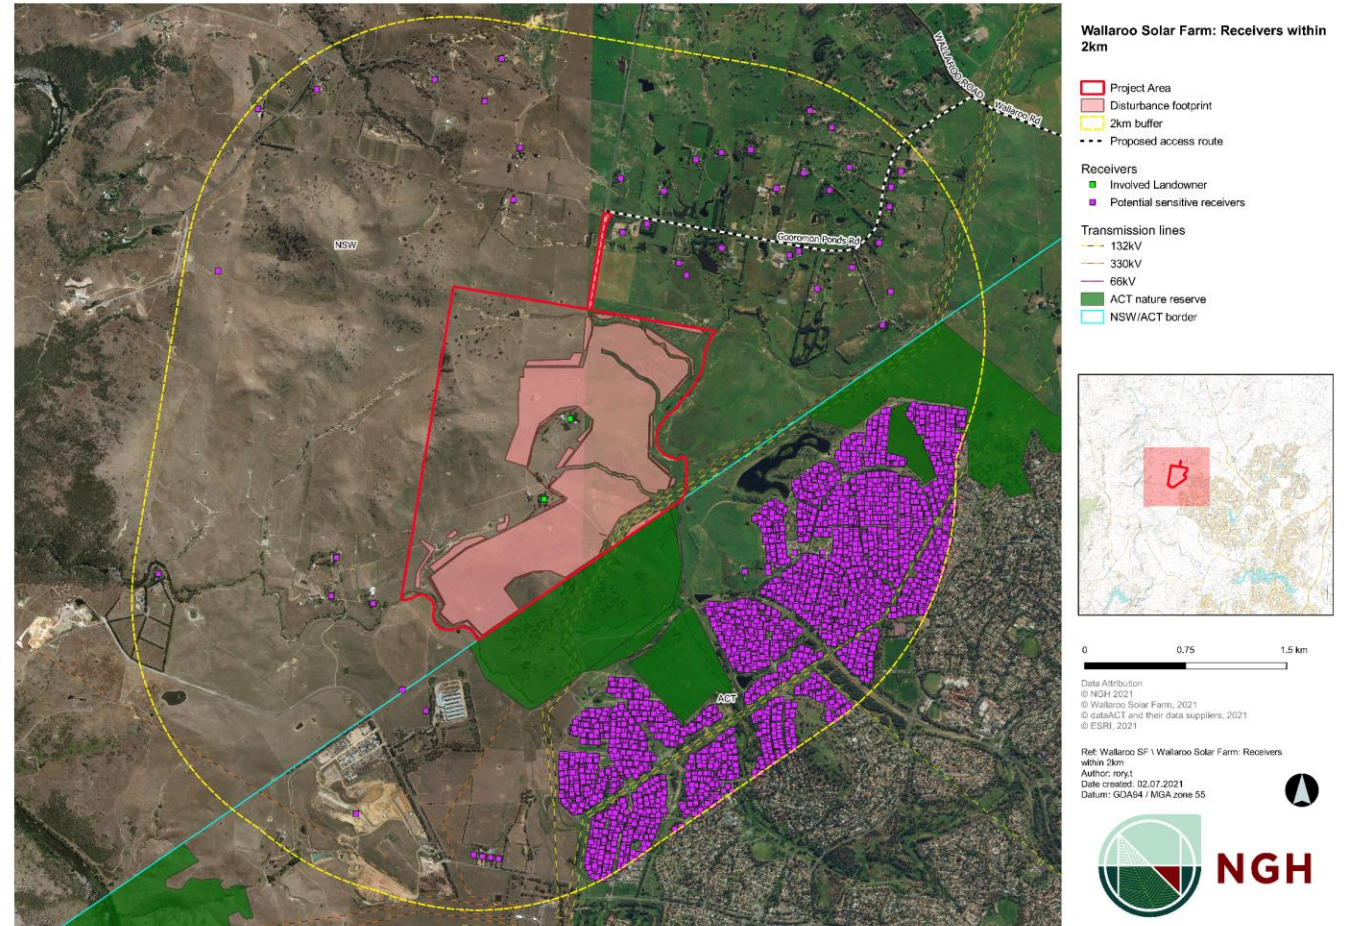 WALLAROO ROAD
Wallaroo Rd
NSW
Gooromon Ponds Rd
ACT
Wallaroo Solar Farm: Receivers within
2km
Project Area
Disturbance footprint
2km buffer
Proposed access route
Receivers
Involved Landowner
Potential sensitive receivers
Transmission lines
132kV
330kV
66kV
ACT nature reserve
NSW/ACT border
0 0.75 1.5 km
Data Attribution
© NGH 2021
© Wallaroo Solar Farm, 2021
© dataACT and their data suppliers, 2021
© ESRI, 2021
Ref: Wallaroo SF \ Wallaroo Solar Farm: Receivers
within 2km
Author: rory.t
Date created: 02.07.2021
Datum: GDA94 / MGA zone 55
NGH